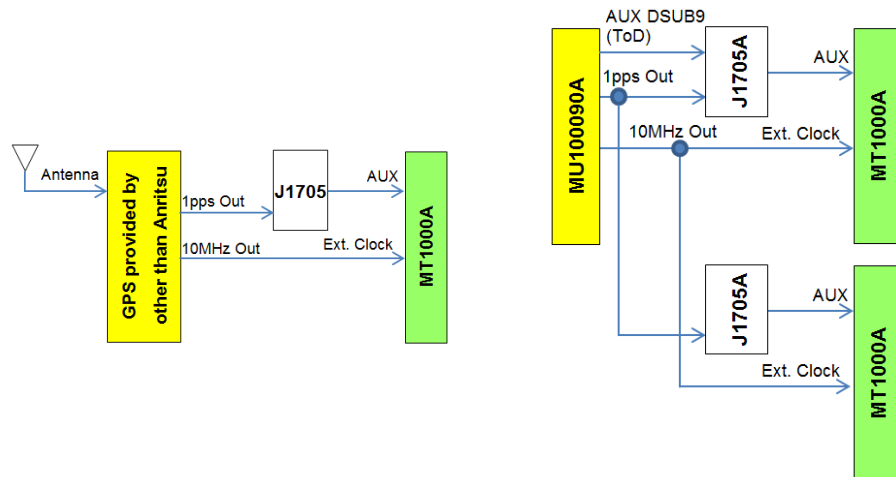 Antenna
GPS provided by
other than Anritsu
1pps Out
10MHz Out
J1705
AUX
Ext. Clock
MT1000A
MU100090A
AUX DSUB9
(ToD)
1pps Out
10MHz Out
J1705A
AUX
Ext. Clock
MT1000A
J1705A
AUX
Ext. Clock
MT1000A